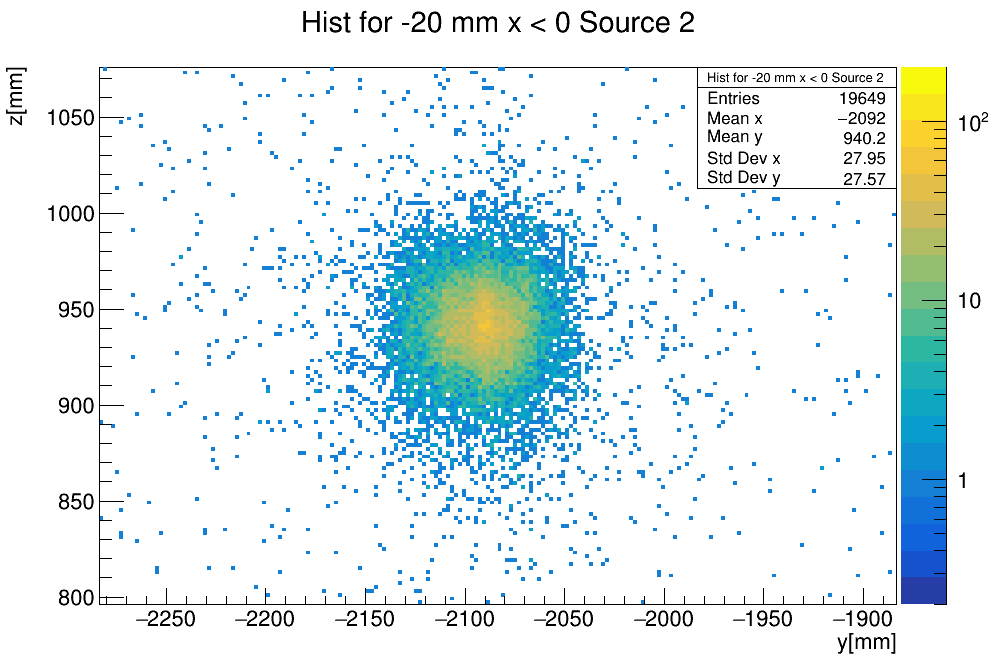 Hist for -20 mm x < 0 Source 2
z[mm]
1050
1000
950
900
850
800
−2250 −2200 −2150 −2100 −2050 −2000 −1950 −1900
y[mm]
Hist for -20 mm x < 0 Source 2
Entries 19649
Mean x −2092
Mean y 940.2
Std Dev x 27.95
Std Dev y 27.57
10²
10
1